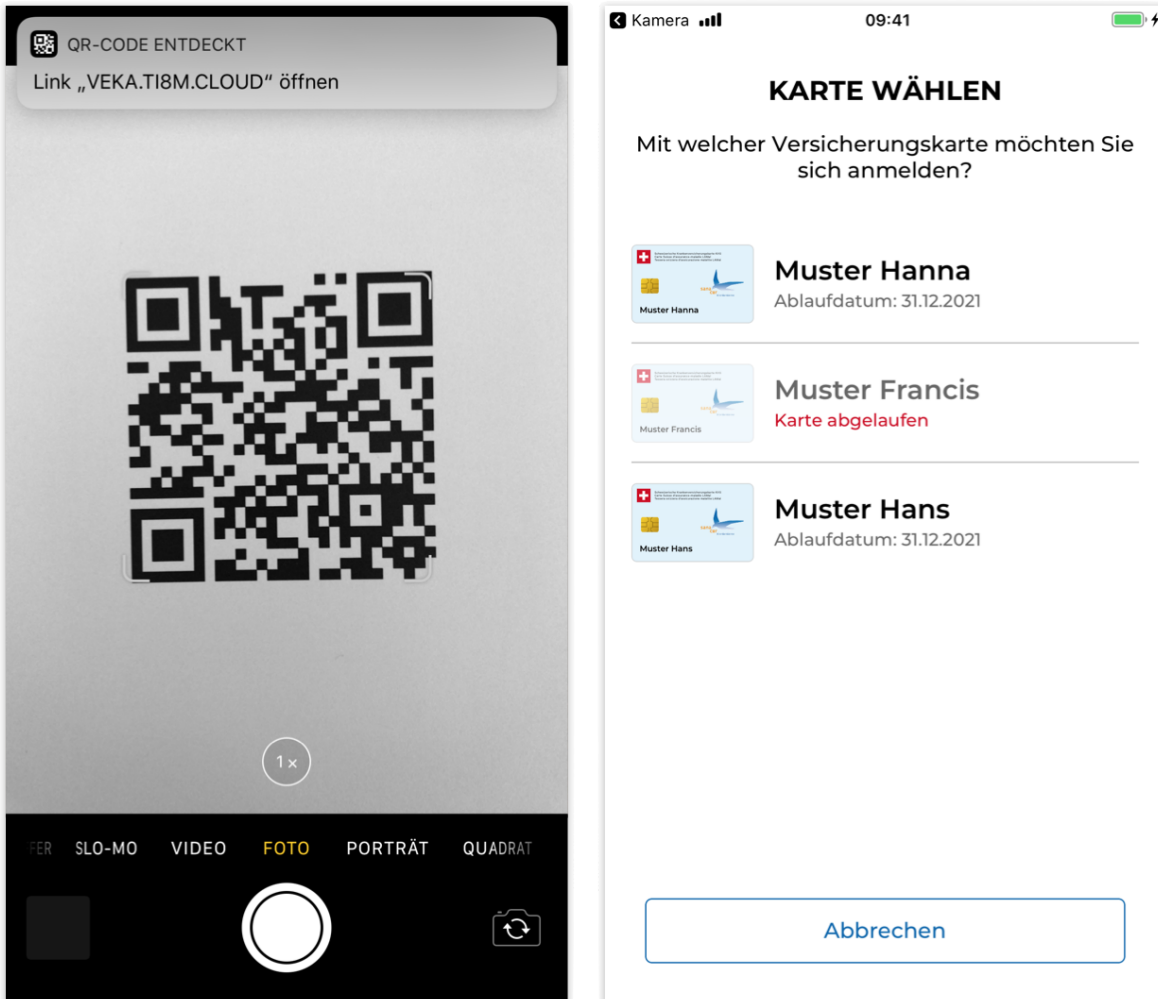 QR-CODE ENTDECKT
Link „VEKA.TI8M.CLOUD“ öffnen
1×
FER SLO-MO VIDEO FOTO PORTRÄT QUADRAT
Kamera 09:41
KARTE WÄHLEN
Mit welcher Versicherungskarte möchten Sie
sich anmelden?
Muster Hanna
Muster Hanna
Ablaufdatum: 31.12.2021
Muster Francis
Muster Francis
Karte abgelaufen
Muster Hans
Muster Hans
Ablaufdatum: 31.12.2021
Abbrechen